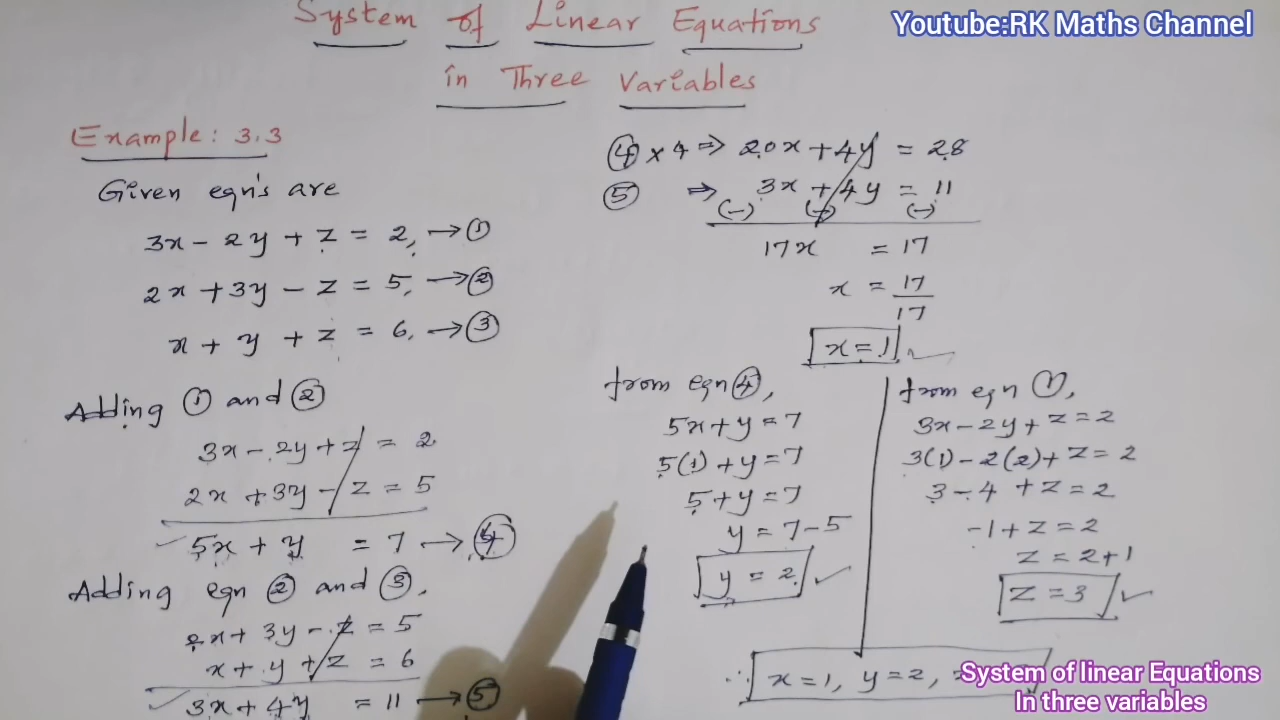 System of Linear Equations
in Three Variables
Youtube:RK Maths Channel
Example: 3.3
Given eqn's are
3x - 2y + z = 2, → ①
2x + 3y - z = 5, → ②
x + y + z = 6, → ③
Adding ① and ②
3x - 2y + z = 2
2x + 3y - z = 5
5x + y = 7 → ④
Adding eqn ② and ③,
2x + 3y - z = 5
x + y + z = 6
3x + 4y = 11 → ⑤
④ × 4 ⇒ 20x + 4y = 28
⑤ ⇒ 3x + 4y = 11
(-) (-) (-)
17x = 17
x = 17/17
x = 1
from eqn ④,
5x + y = 7
5(1) + y = 7
5 + y = 7
y = 7 - 5
y = 2
from eqn ①,
3x - 2y + z = 2
3(1) - 2(2) + z = 2
3 - 4 + z = 2
-1 + z = 2
z = 2 + 1
z = 3
∴ x = 1, y = 2,
System of linear Equations
In three variables